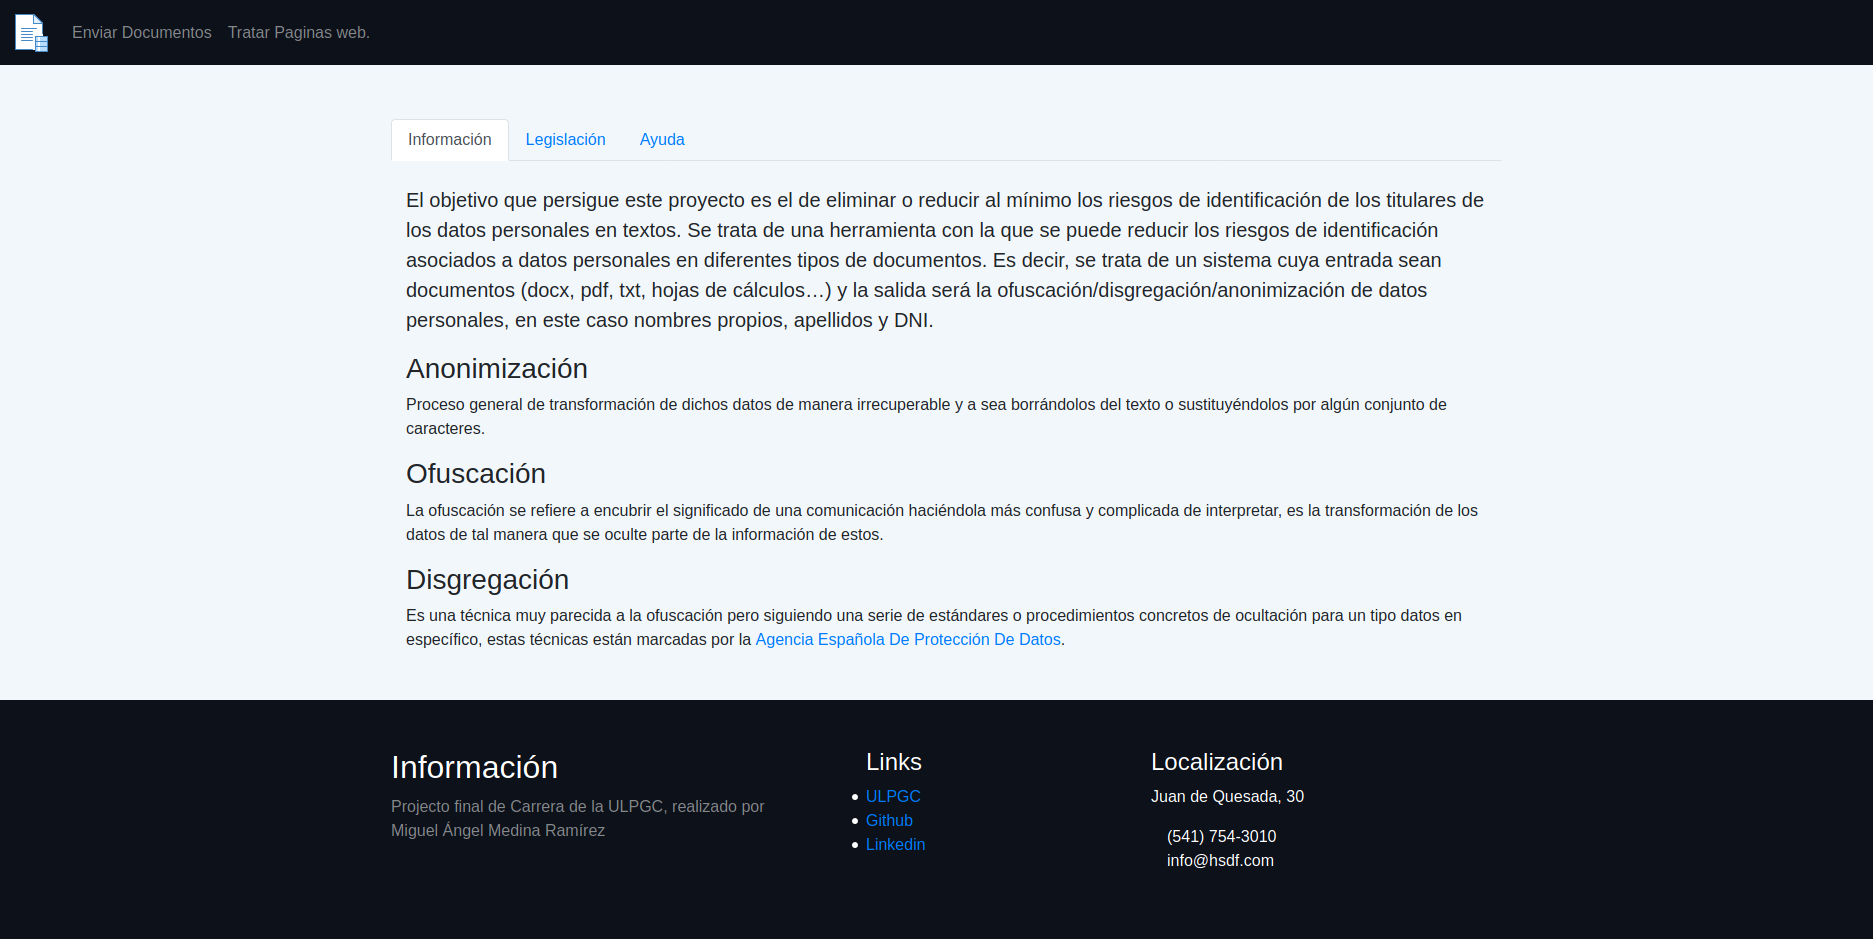 Enviar Documentos Tratar Paginas web.
Información Legislación Ayuda
El objetivo que persigue este proyecto es el de eliminar o reducir al mínimo los riesgos de identificación de los titulares de
los datos personales en textos. Se trata de una herramienta con la que se puede reducir los riesgos de identificación
asociados a datos personales en diferentes tipos de documentos. Es decir, se trata de un sistema cuya entrada sean
documentos (docx, pdf, txt, hojas de cálculos…) y la salida será la ofuscación/disgregación/anonimización de datos
personales, en este caso nombres propios, apellidos y DNI.
Anonimización
Proceso general de transformación de dichos datos de manera irrecuperable y a sea borrándolos del texto o sustituyéndolos por algún conjunto de
caracteres.
Ofuscación
La ofuscación se refiere a encubrir el significado de una comunicación haciéndola más confusa y complicada de interpretar, es la transformación de los
datos de tal manera que se oculte parte de la información de estos.
Disgregación
Es una técnica muy parecida a la ofuscación pero siguiendo una serie de estándares o procedimientos concretos de ocultación para un tipo datos en
específico, estas técnicas están marcadas por la Agencia Española De Protección De Datos.
Información
Projecto final de Carrera de la ULPGC, realizado por
Miguel Ángel Medina Ramírez
Links
ULPGC
Github
Linkedin
Localización
Juan de Quesada, 30
(541) 754-3010
info@hsdf.com